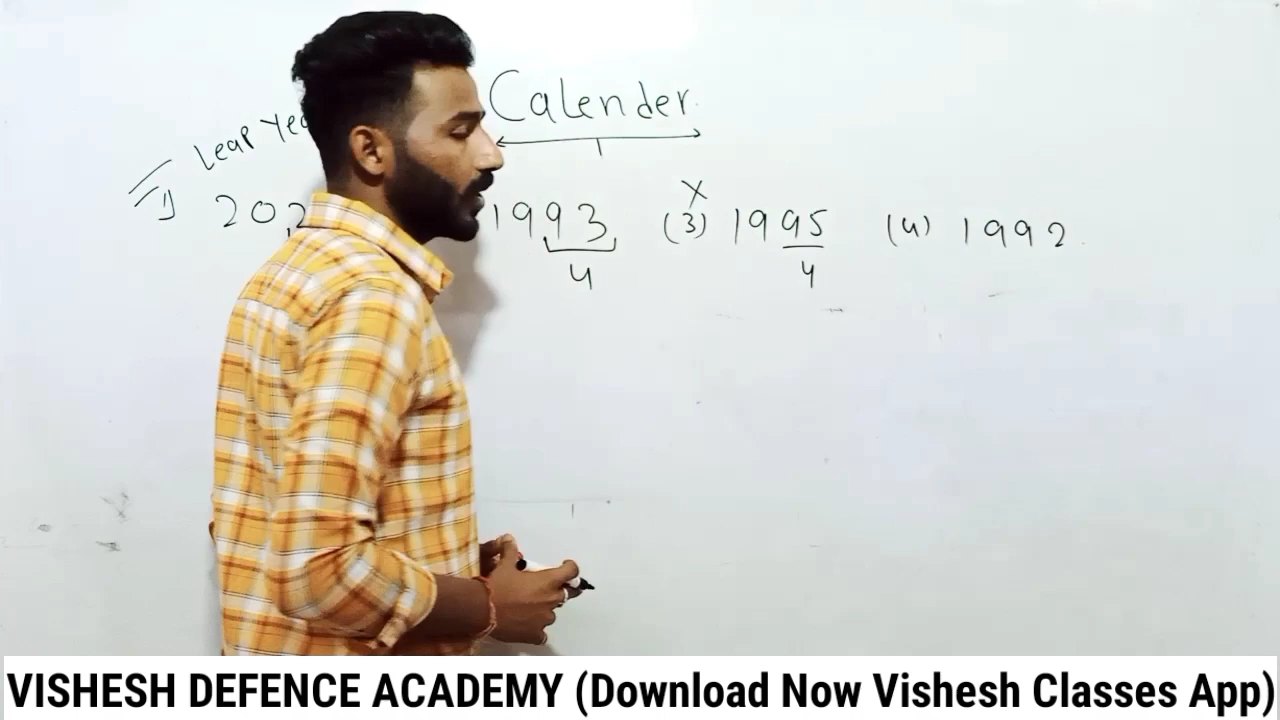 Calender
Leap Yea
1) 202 1993 (3) X 1995 (4) 1992
4 4
VISHESH DEFENCE ACADEMY (Download Now Vishesh Classes App)